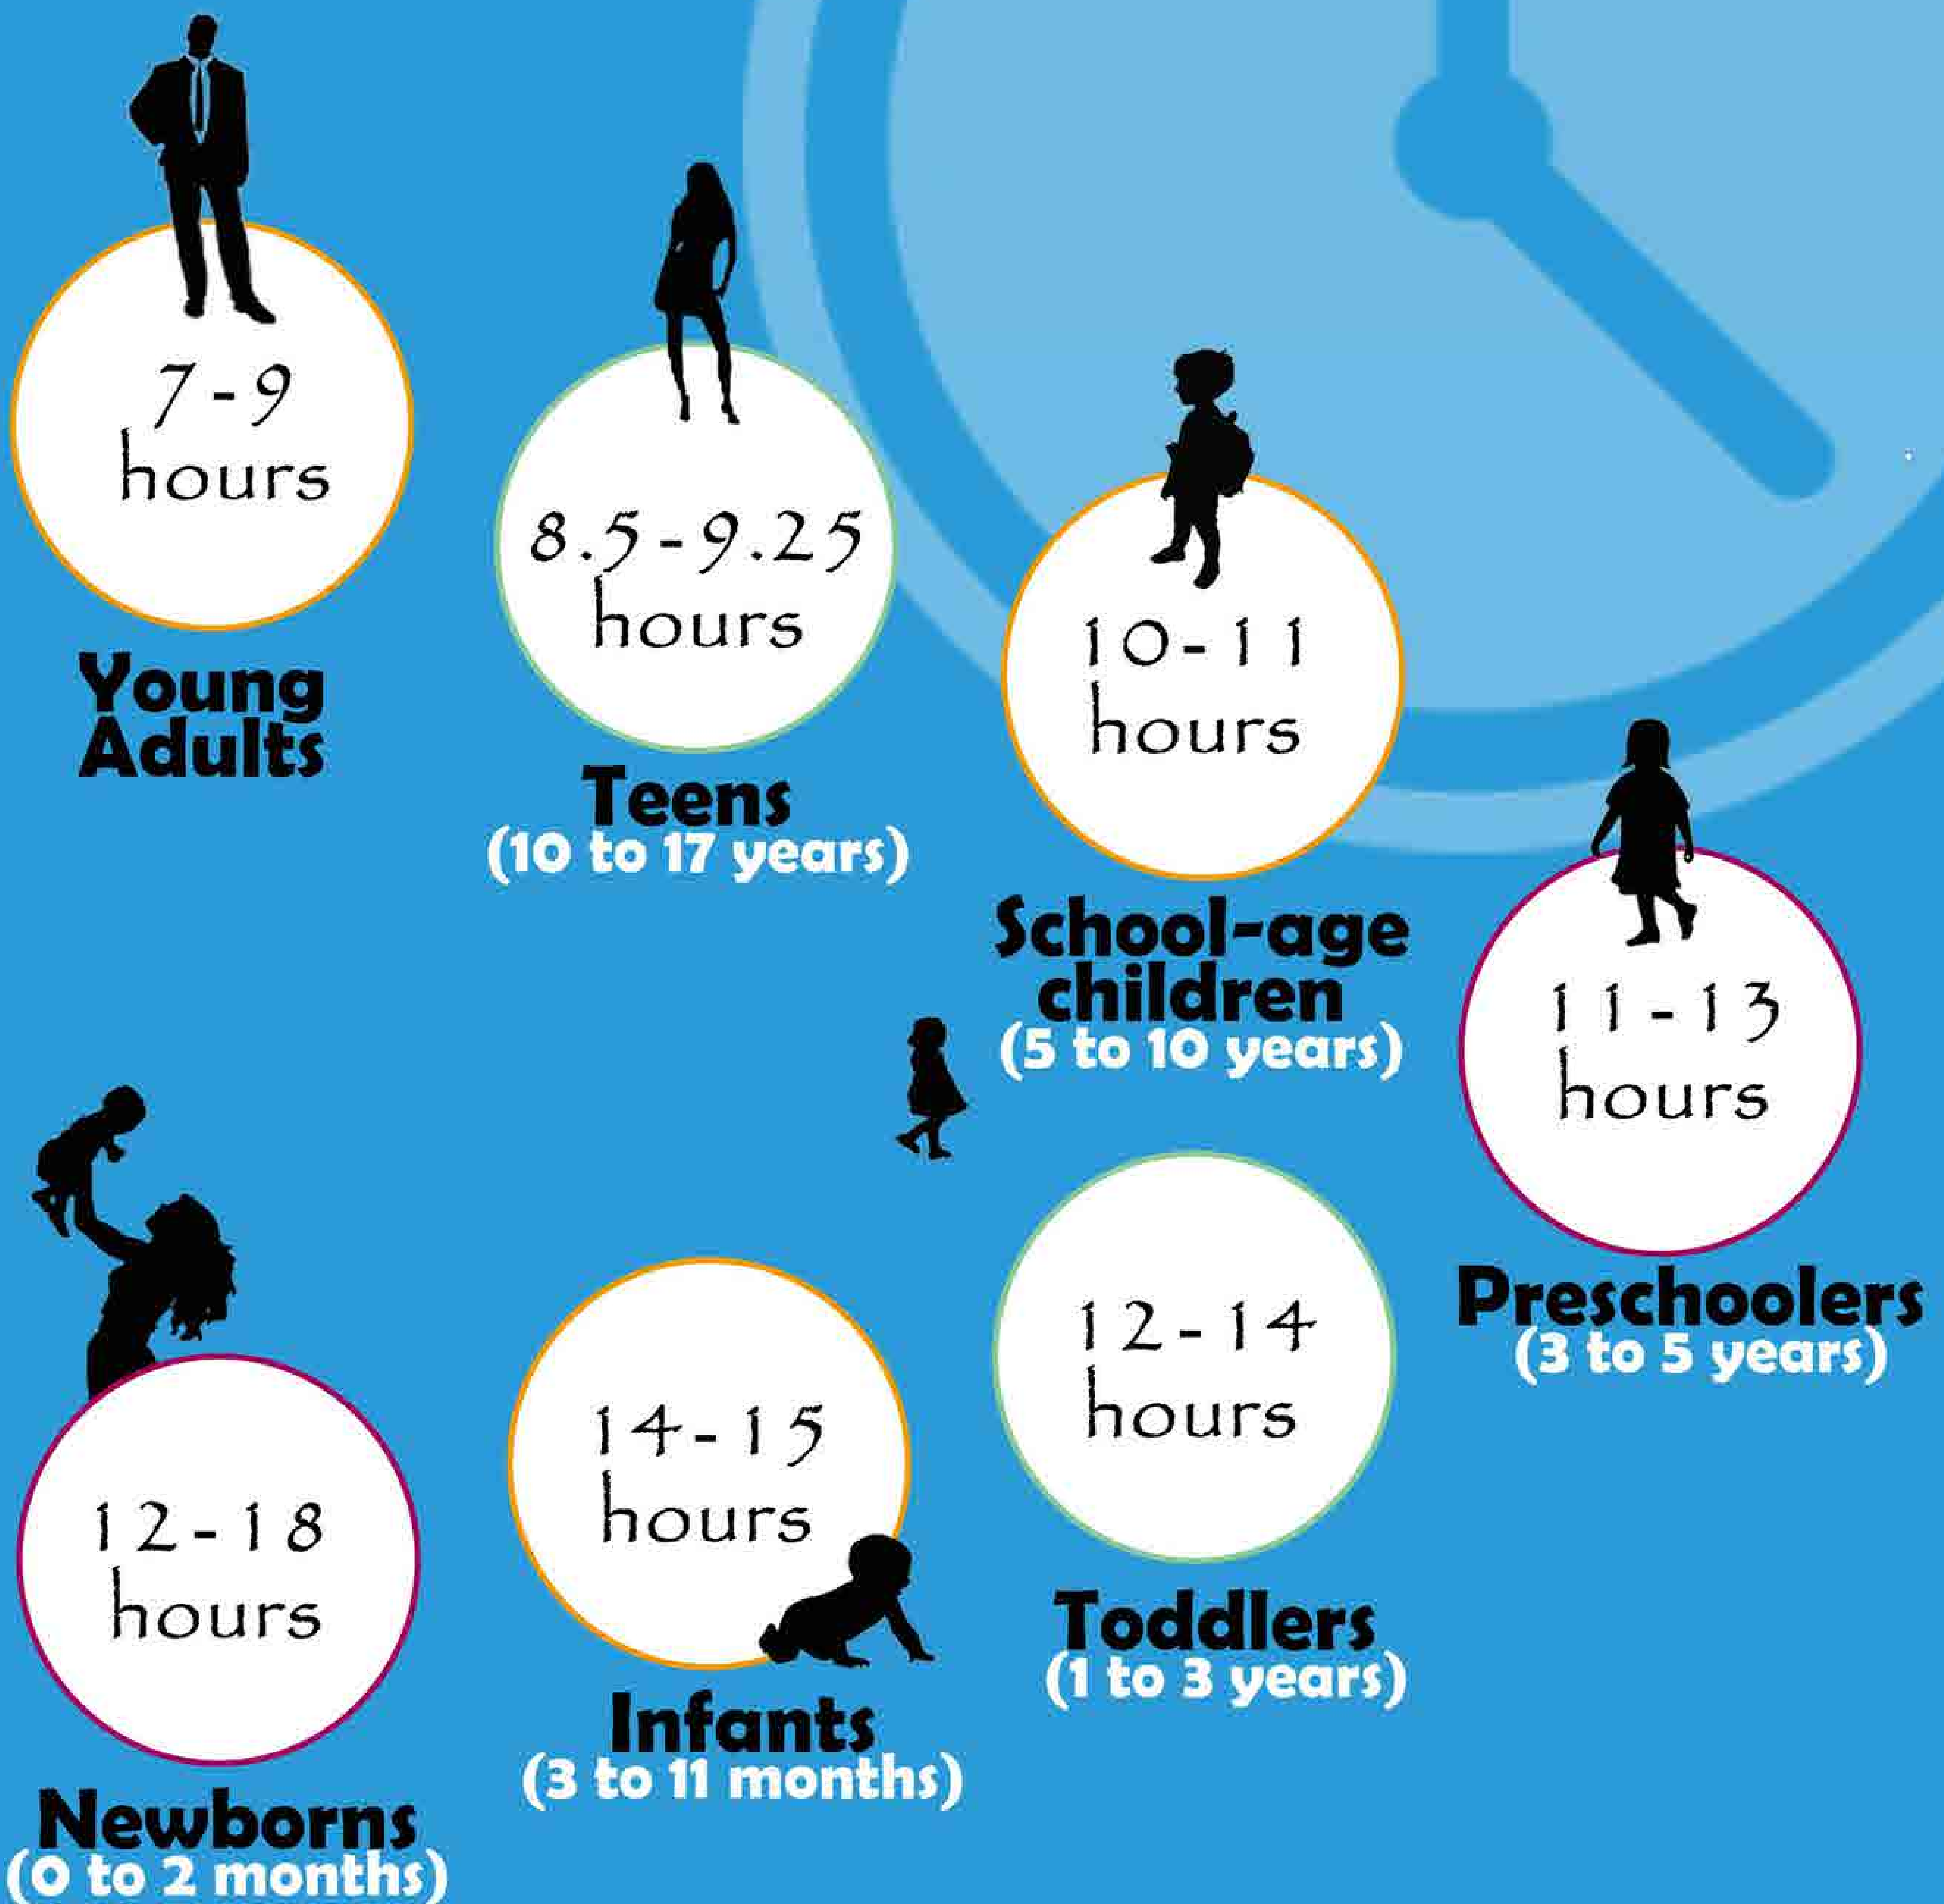 7-9
hours
Young
Adults
8.5-9.25
hours
Teens
(10 to 17 years)
10-11
hours
School-age
children
(5 to 10 years)
11-13
hours
Preschoolers
(3 to 5 years)
12-14
hours
Toddlers
(1 to 3 years)
14-15
hours
Infants
(3 to 11 months)
12-18
hours
Newborns
(0 to 2 months)